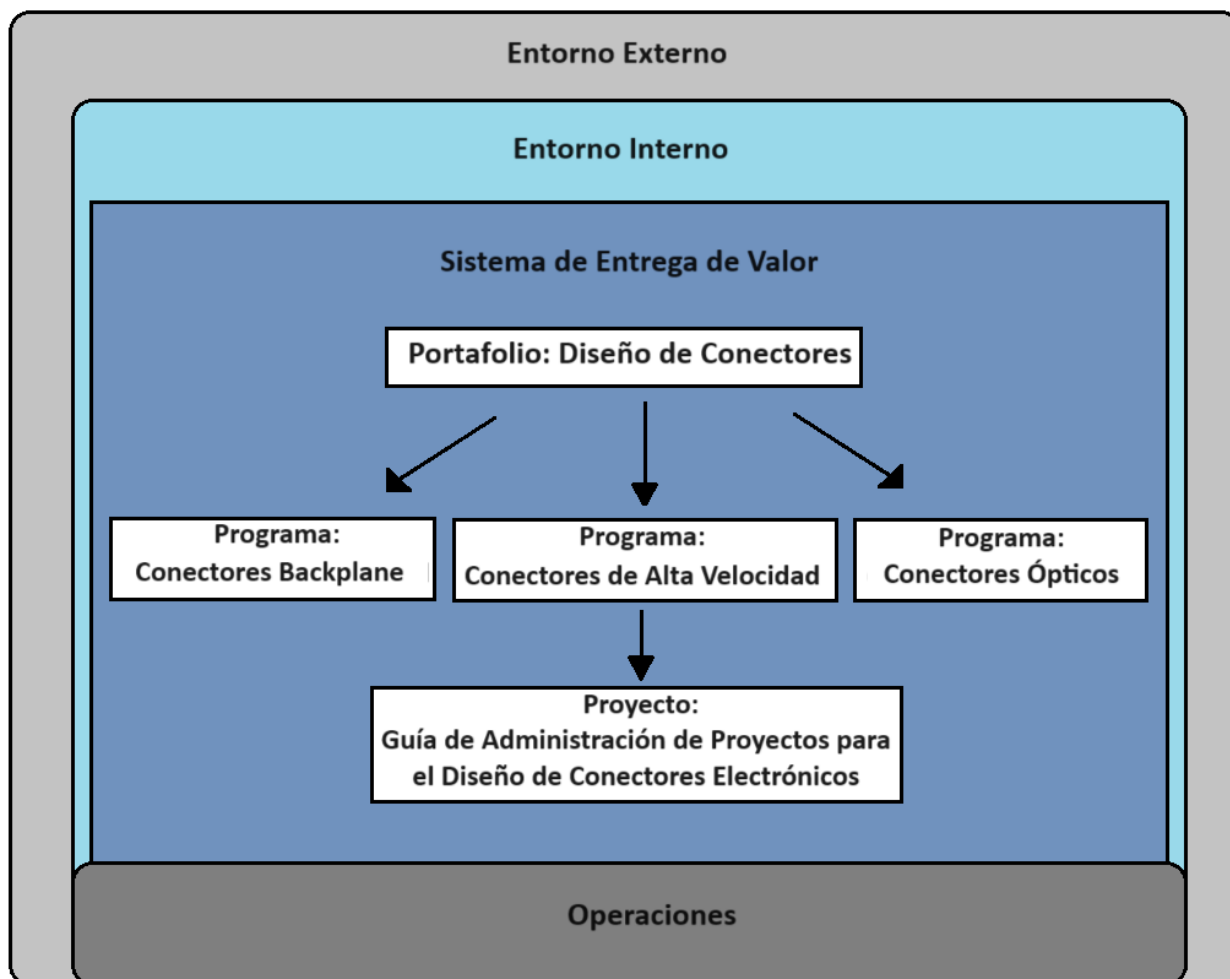 Entorno Externo
Entorno Interno
Sistema de Entrega de Valor
Portafolio: Diseño de Conectores
Programa:
Conectores Backplane
Programa:
Conectores de Alta Velocidad
Programa:
Conectores Ópticos
Proyecto:
Guía de Administración de Proyectos para
el Diseño de Conectores Electrónicos
Operaciones